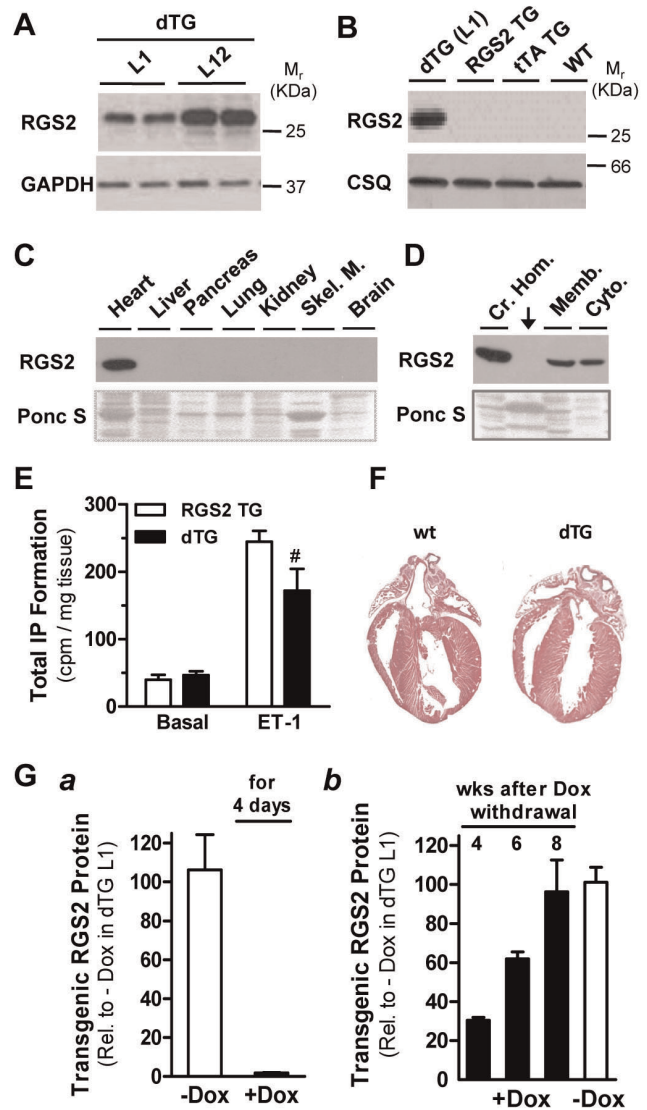 A
dTG
L1 L12
Mr
(KDa)
RGS2
25
GAPDH
37
B
dTG (L1) RGS2 TG tTA TG WT
Mr
(KDa)
RGS2
25
66
CSQ
C
Heart Liver Pancreas Lung Kidney Skel. M. Brain
RGS2
Ponc S
D
Cr. Hom. Memb. Cyto.
RGS2
Ponc S
E
Total IP Formation
(cpm / mg tissue)
300
200
100
0
RGS2 TG
dTG
#
Basal ET-1
F
wt dTG
G a
for
4 days
Transgenic RGS2 Protein
(Rel. to - Dox in dTG L1)
120
100
80
60
40
20
0
-Dox +Dox
b
wks after Dox
withdrawal
4 6 8
Transgenic RGS2 Protein
(Rel. to - Dox in dTG L1)
120
100
80
60
40
20
0
+Dox -Dox